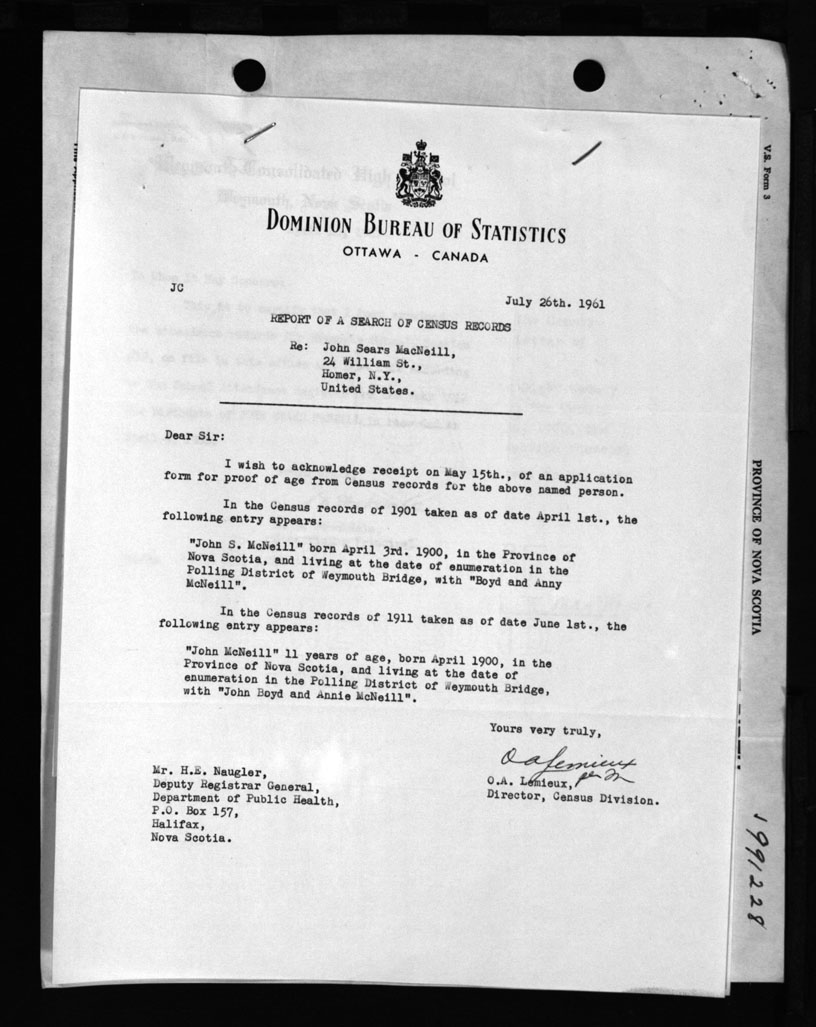 DOMINION BUREAU OF STATISTICS
OTTAWA - CANADA
JC
July 26th. 1961
REPORT OF A SEARCH OF CENSUS RECORDS
Re: John Sears MacNeill,
24 William St.,
Homer, N.Y.,
United States.
Dear Sir:
I wish to acknowledge receipt on May 15th., of an application
form for proof of age from Census records for the above named person.
In the Census records of 1901 taken as of date April 1st., the
following entry appears:
"John S. McNeill" born April 3rd. 1900, in the Province of
Nova Scotia, and living at the date of enumeration in the
Polling District of Weymouth Bridge, with "Boyd and Anny
McNeill".
In the Census records of 1911 taken as of date June 1st., the
following entry appears:
"John McNeill" 11 years of age, born April 1900, in the
Province of Nova Scotia, and living at the date of
enumeration in the Polling District of Weymouth Bridge,
with "John Boyd and Annie McNeill".
Yours very truly,
O A Lemieux
per
O.A. Lemieux,
Director, Census Division.
Mr. H.E. Naugler,
Deputy Registrar General,
Department of Public Health,
P.O. Box 157,
Halifax,
Nova Scotia.
V.S. Form 3
PROVINCE OF NOVA SCOTIA
1991228